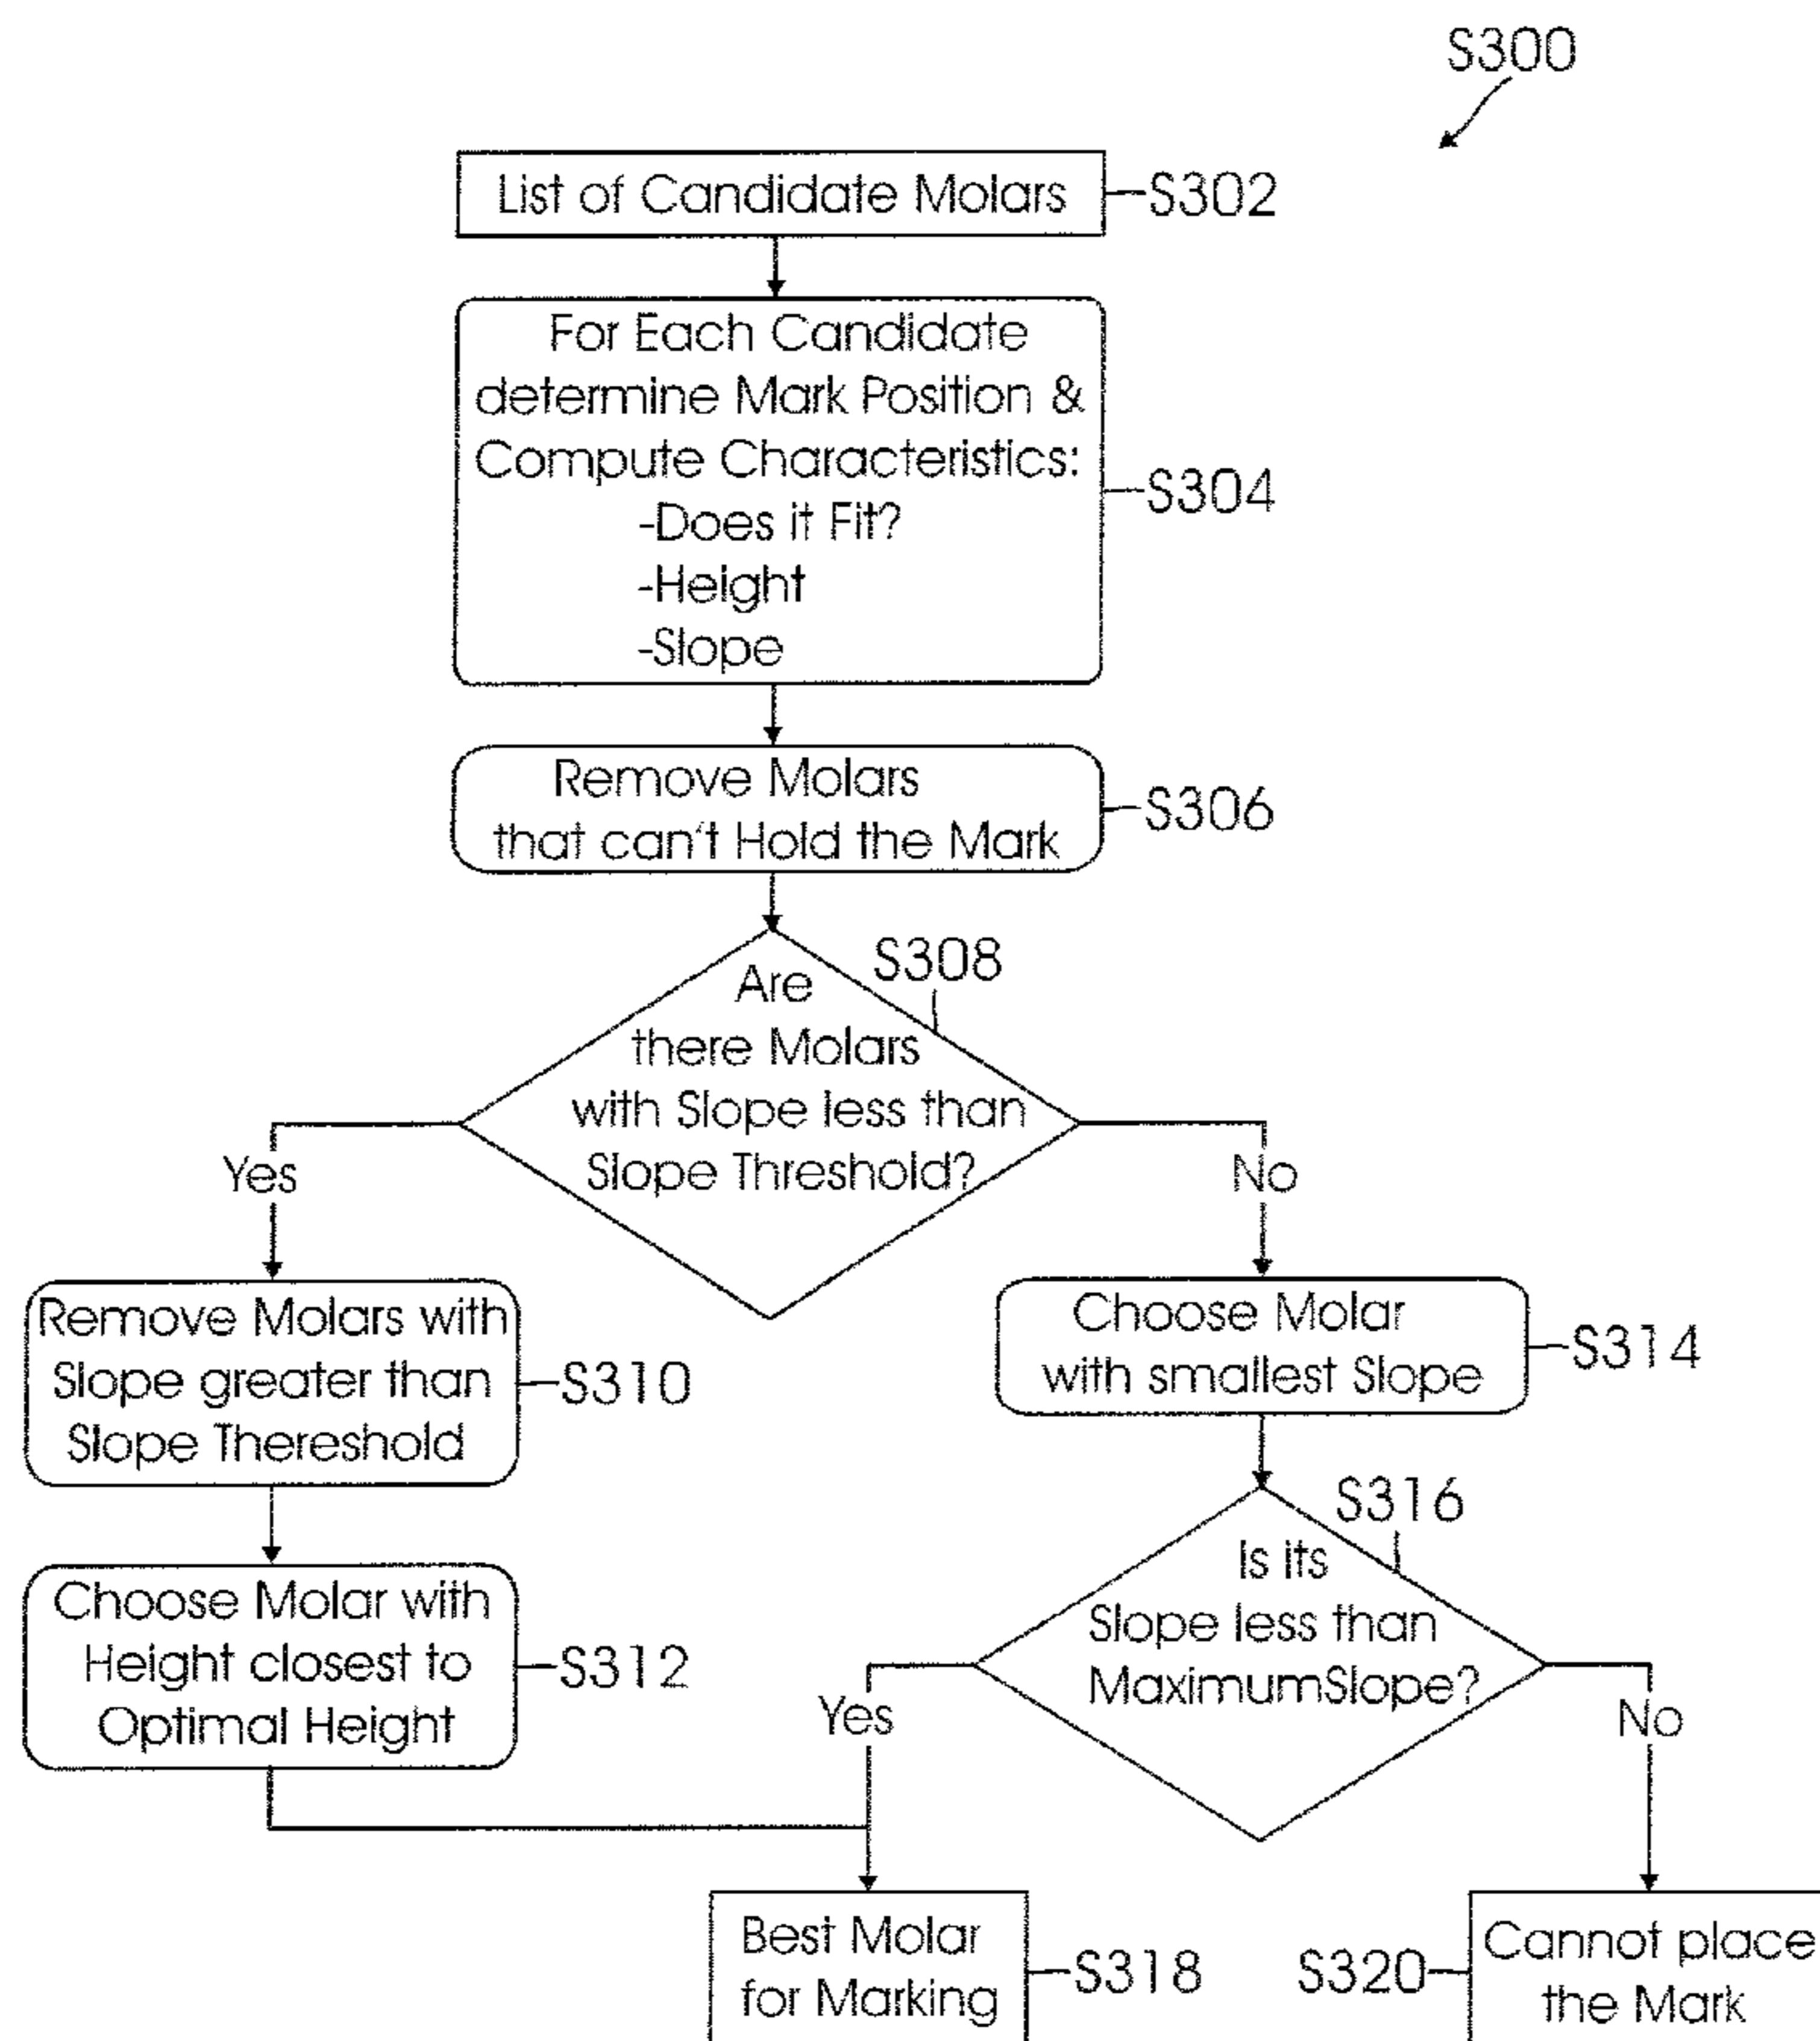 S300
List of Candidate Molars
S302
For Each Candidate
determine Mark Position &
Compute Characteristics:
-Does it Fit?
-Height
-Slope
S304
Remove Molars
that can't Hold the Mark
S306
S308
Are
there Molars
with Slope less than
Slope Threshold?
Yes
No
Remove Molars with
Slope greater than
Slope Thereshold
S310
Choose Molar
with smallest Slope
S314
Choose Molar with
Height closest to
Optimal Height
S312
S316
Is its
Slope less than
MaximumSlope?
Yes
No
Best Molar
for Marking
S318
S320
Cannot place
the Mark